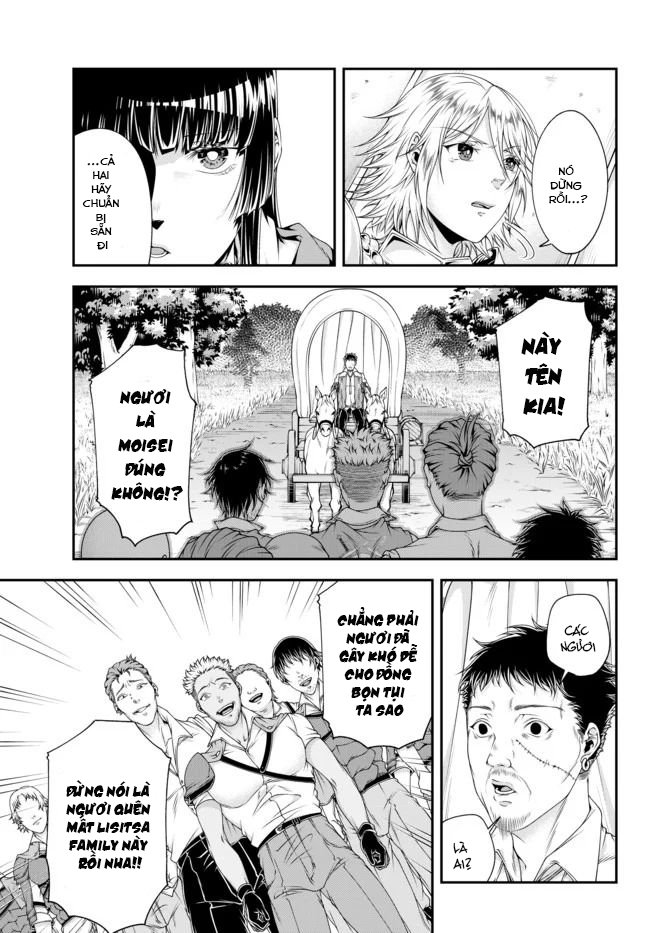 NÓ
DỪNG
RỒI...?
...CẢ
HAI
HÃY
CHUẨN
BỊ
SẴN
ĐI
NÀY
TÊN
KIA!
NGƯƠI
LÀ
MOISEI
ĐÚNG
KHÔNG!?
CÁC
NGƯƠI
LÀ
AI?
CHẲNG PHẢI
NGƯƠI ĐÃ
GÂY KHÓ DỄ
CHO ĐỒNG
BỌN TỤI
TA SAO
ĐỪNG NÓI LÀ
NGƯƠI QUÊN
MẤT LISITSA
FAMILY NÀY
RỒI NHA!!